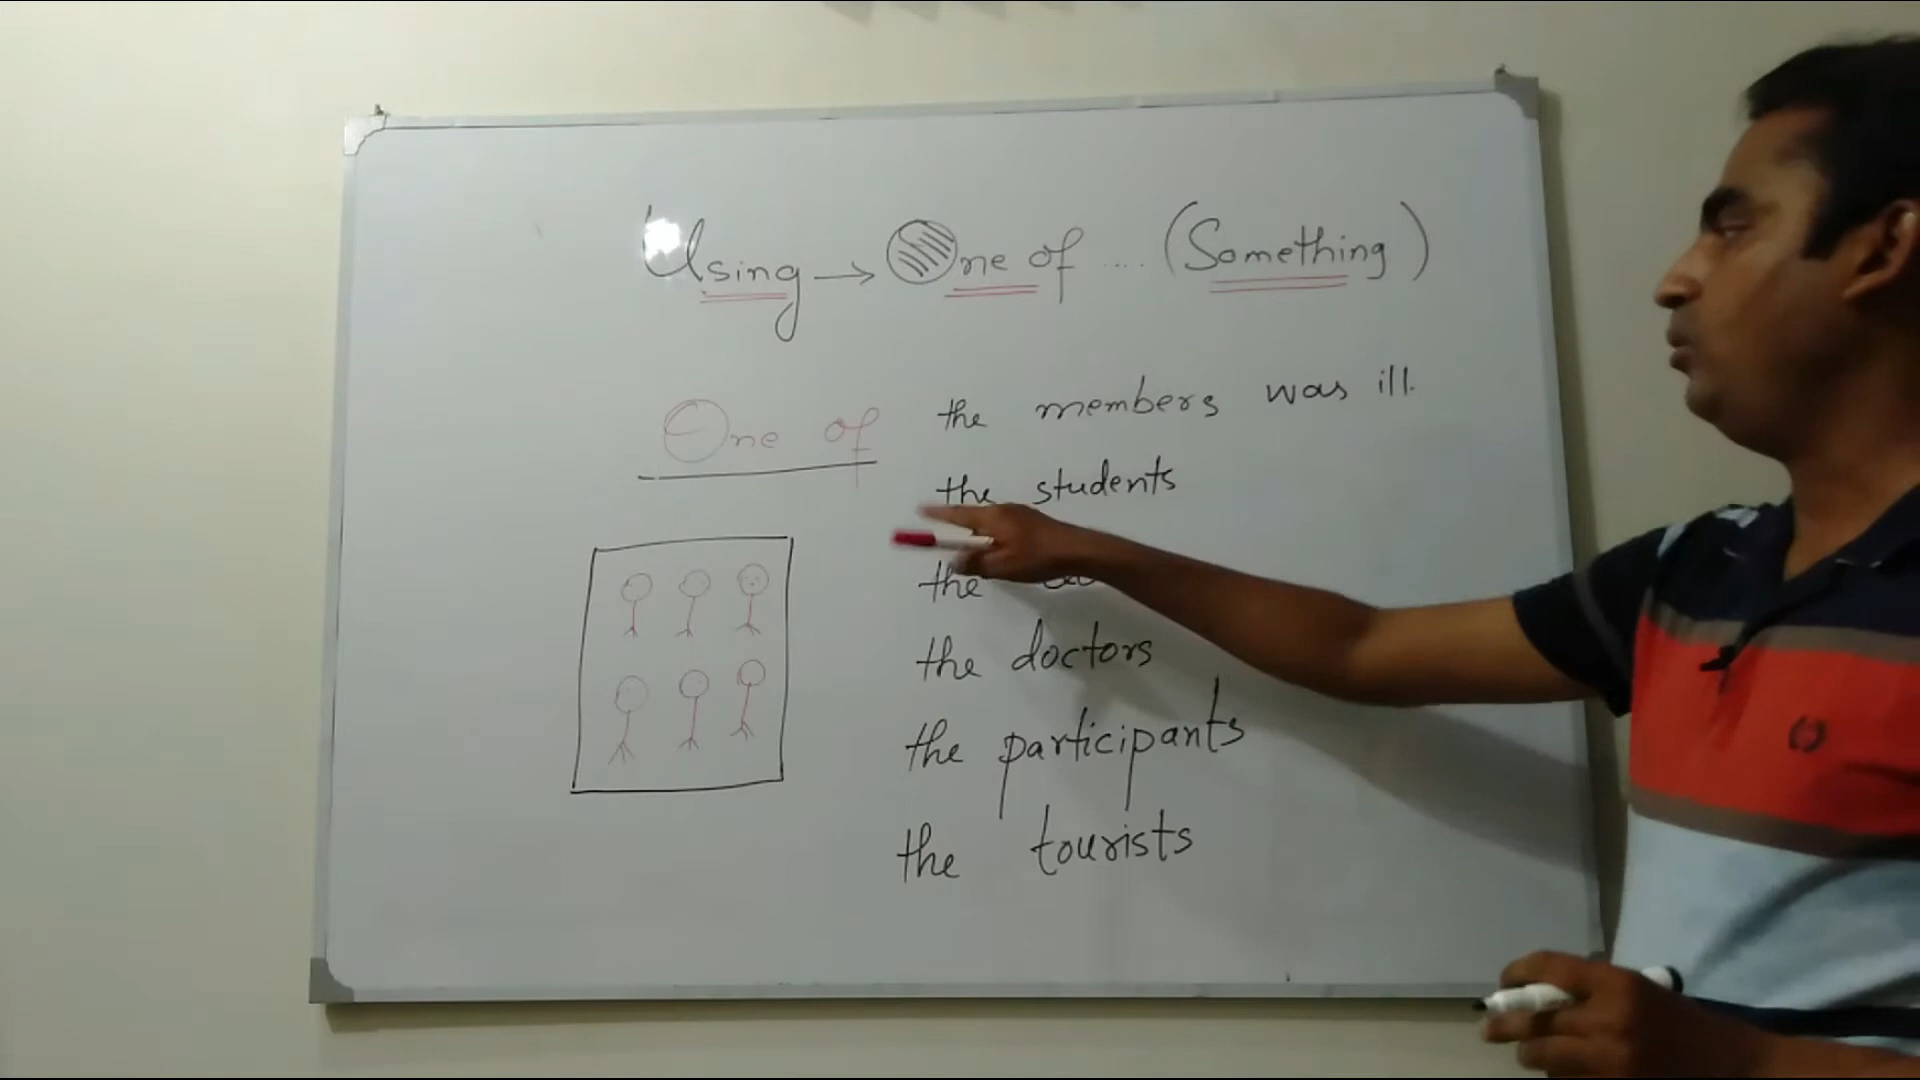 Using → One of .... (Something)
One of the members was ill.
the students
the
the doctors
the participants
the tourists